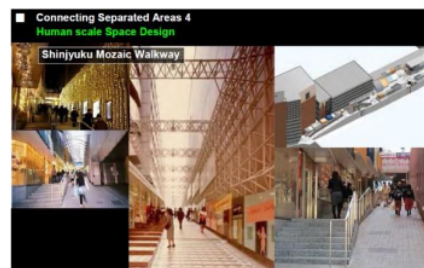 Connecting Separated Areas 4
Human scale Space Design
Shinjyuku Mozaic Walkway